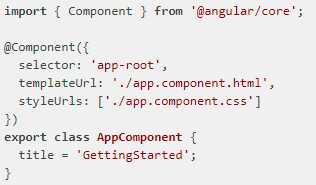 import { Component } from '@angular/core';

@Component({
  selector: 'app-root',
  templateUrl: './app.component.html',
  styleUrls: ['./app.component.css']
})
export class AppComponent {
  title = 'GettingStarted';
}